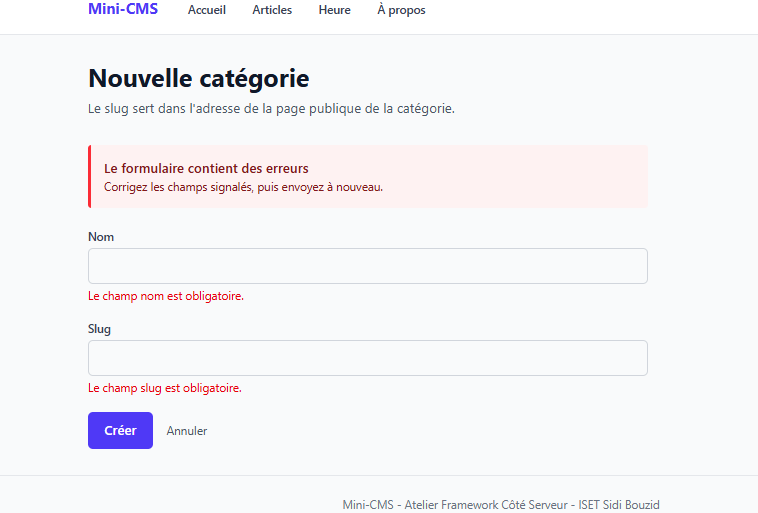 Mini-CMS Accueil Articles Heure À propos
Nouvelle catégorie
Le slug sert dans l'adresse de la page publique de la catégorie.
Le formulaire contient des erreurs
Corrigez les champs signalés, puis envoyez à nouveau.
Nom
Le champ nom est obligatoire.
Slug
Le champ slug est obligatoire.
Créer Annuler
Mini-CMS - Atelier Framework Côté Serveur - ISET Sidi Bouzid